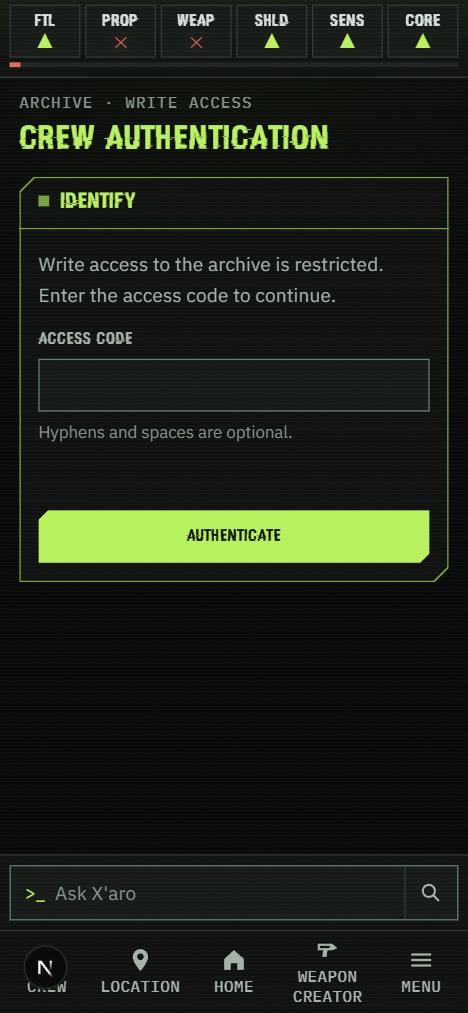 FTL
PROP
WEAP
SHLD
SENS
CORE
ARCHIVE · WRITE ACCESS
CREW AUTHENTICATION
IDENTIFY
Write access to the archive is restricted.
Enter the access code to continue.
ACCESS CODE
Hyphens and spaces are optional.
AUTHENTICATE
>_ Ask X'aro
N
CREW
LOCATION
HOME
WEAPON
CREATOR
MENU